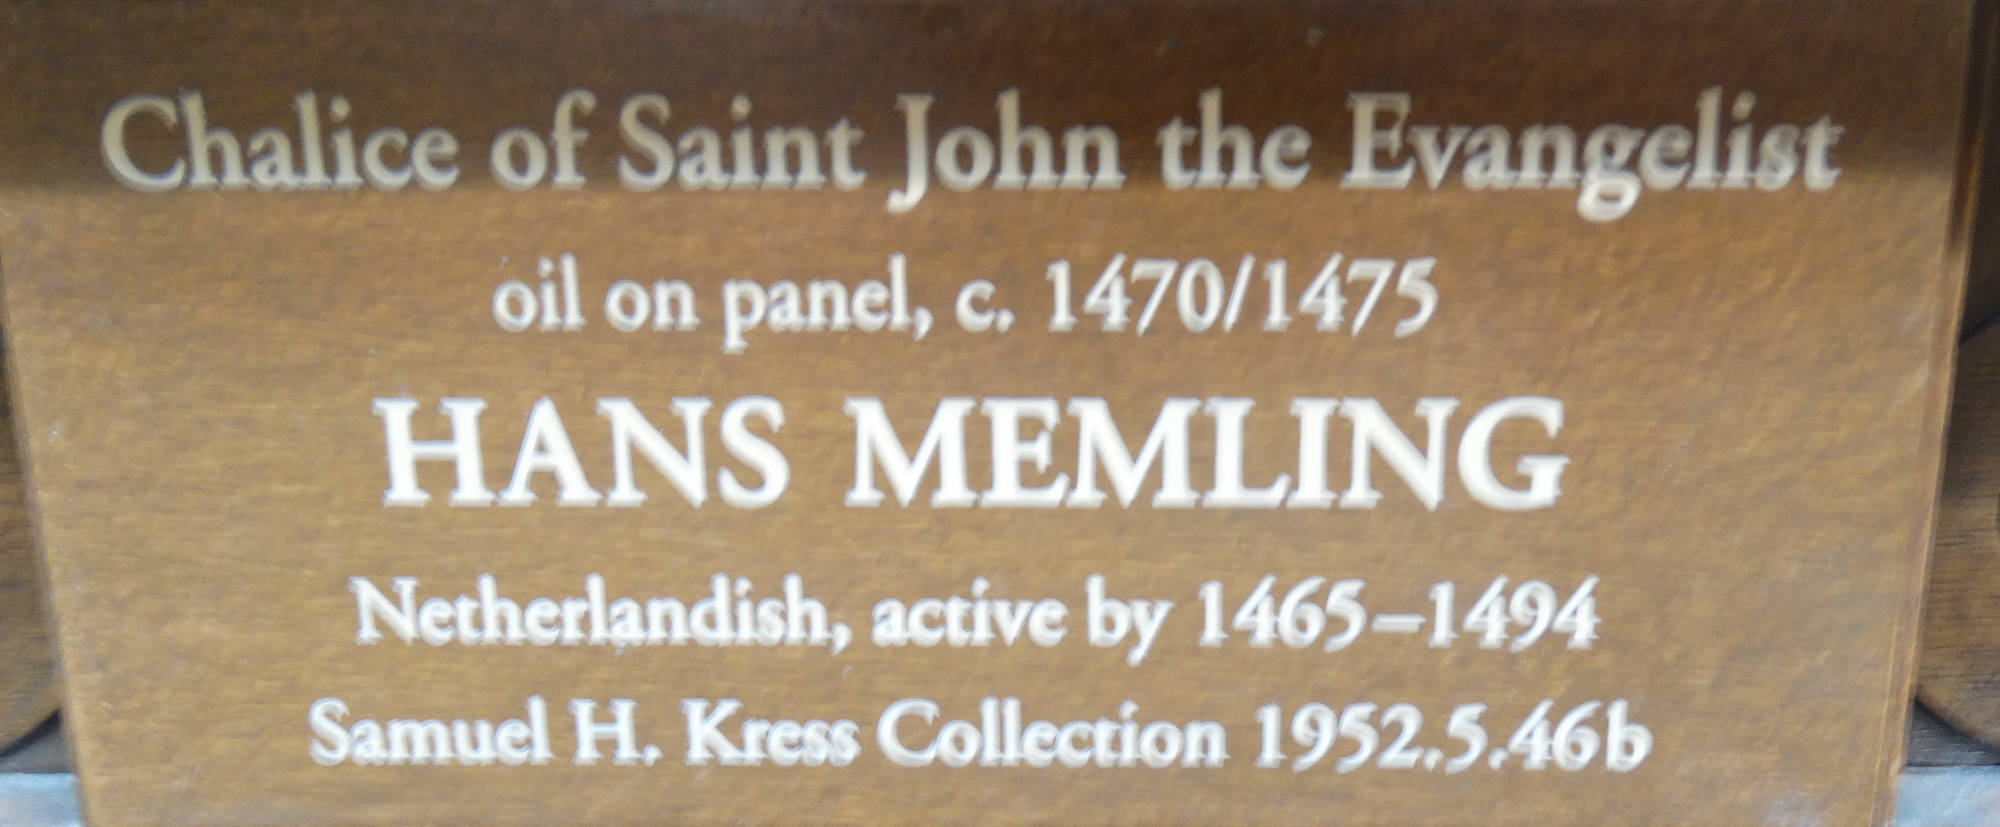 Chalice of Saint John the Evangelist
oil on panel, c. 1470/1475
HANS MEMLING
Netherlandish, active by 1465–1494
Samuel H. Kress Collection 1952.5.46b